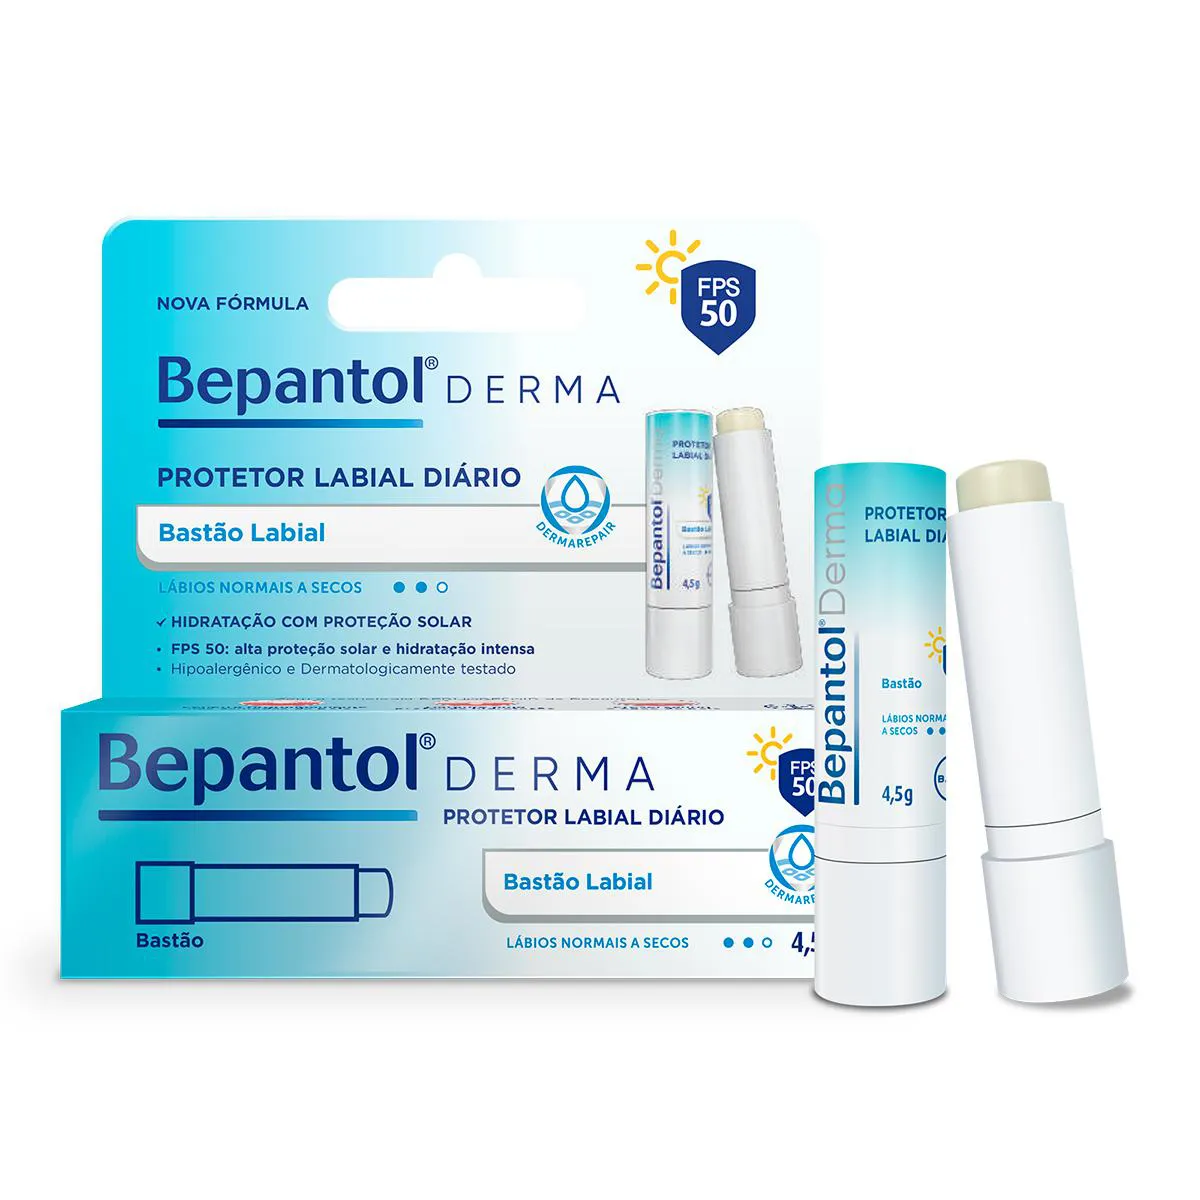 NOVA FÓRMULA
FPS
50
Bepantol® DERMA
PROTETOR LABIAL DIÁRIO
Bastão Labial
DERMAREPAIR
LÁBIOS NORMAIS A SECOS
✓ HIDRATAÇÃO COM PROTEÇÃO SOLAR
• FPS 50: alta proteção solar e hidratação intensa
• Hipoalergênico e Dermatologicamente testado
Bepantol Derma
PROTETOR
LABIAL
Bastão
4,5g
Bepantol® DERMA
PROTETOR LABIAL DIÁRIO
FPS
50
Bastão Labial
Bastão
LÁBIOS NORMAIS A SECOS
Bepantol® Derma
PROTETOR
LABIAL
Bastão
LÁBIOS
A SECOS
4,5g